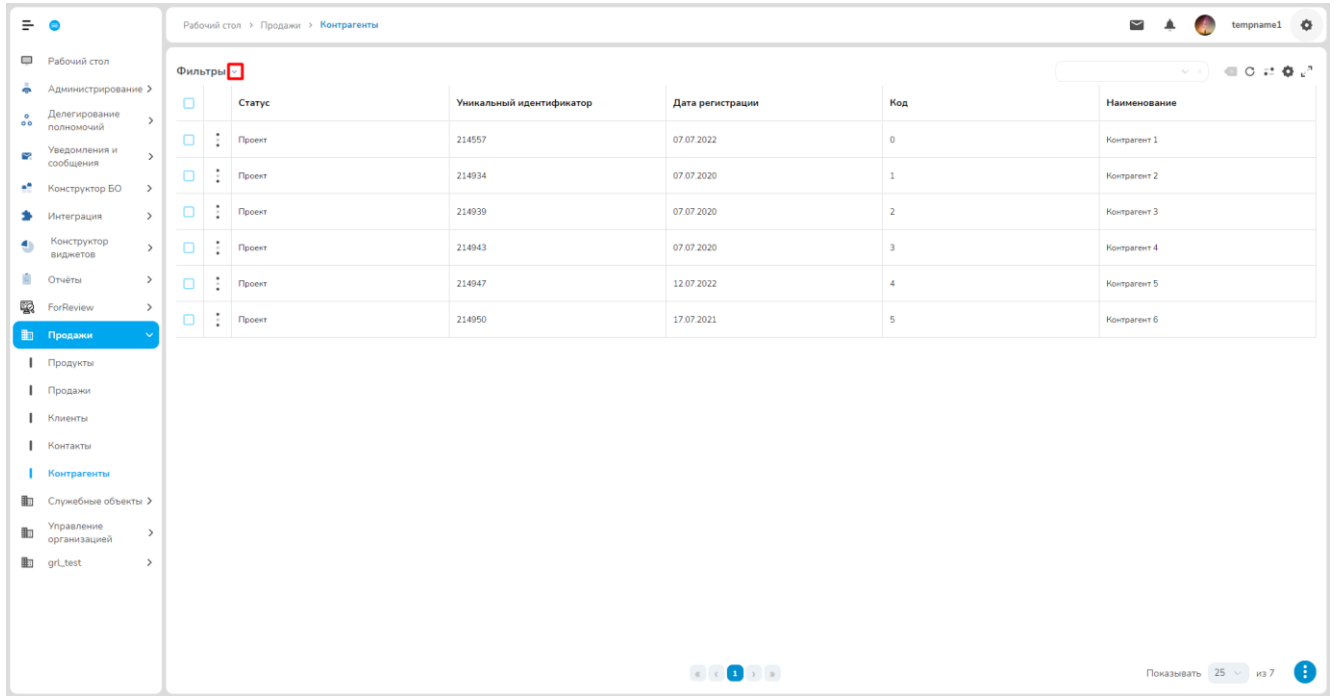 Рабочий стол > Продажи > Контрагенты
tempname1
Рабочий стол
Администрирование
Делегирование
полномочий
Уведомления и
сообщения
Конструктор БО
Интеграция
Конструктор
виджетов
Отчёты
ForReview
Продажи
Продукты
Продажи
Клиенты
Контакты
Контрагенты
Служебные объекты
Управление
организацией
grl_test
Фильтры
Статус Уникальный идентификатор Дата регистрации Код Наименование
Проект 214557 07.07.2022 0 Контрагент 1
Проект 214934 07.07.2020 1 Контрагент 2
Проект 214939 07.07.2020 2 Контрагент 3
Проект 214943 07.07.2020 3 Контрагент 4
Проект 214947 12.07.2022 4 Контрагент 5
Проект 214950 17.07.2021 5 Контрагент 6
« ‹ 1 › »
Показывать 25 из 7